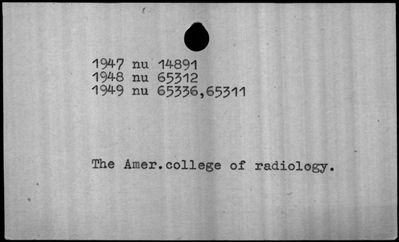 1947 nu 14891
1948 nu 65312
1949 nu 65336,65311
The Amer.college of radiology.